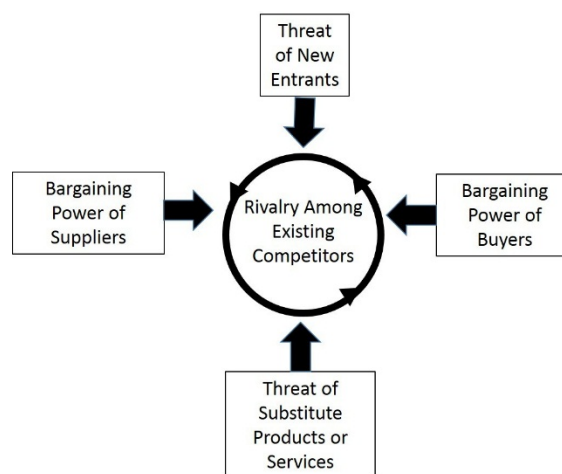 Threat
of New
Entrants
Bargaining
Power of
Suppliers
Rivalry Among
Existing
Competitors
Bargaining
Power of
Buyers
Threat of
Substitute
Products or
Services